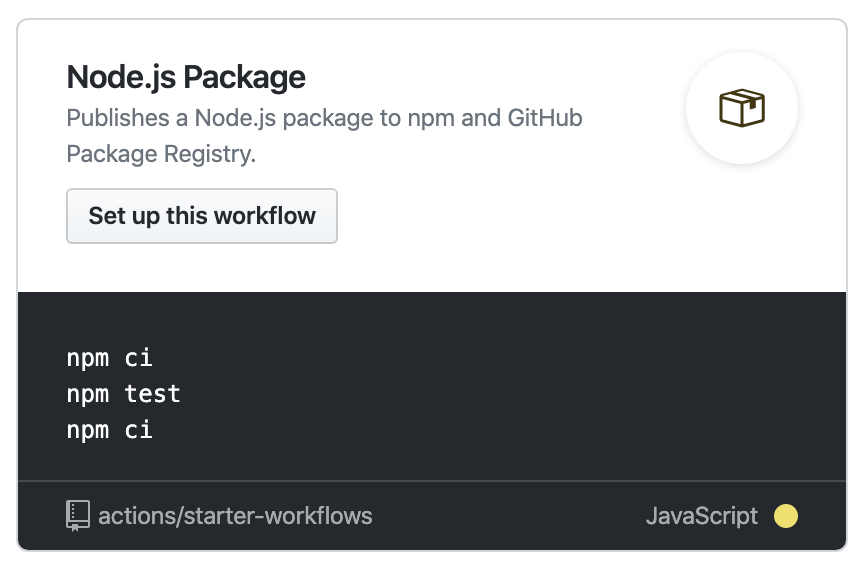 Node.js Package
Publishes a Node.js package to npm and GitHub
Package Registry.
Set up this workflow
npm ci
npm test
npm ci
actions/starter-workflows
JavaScript